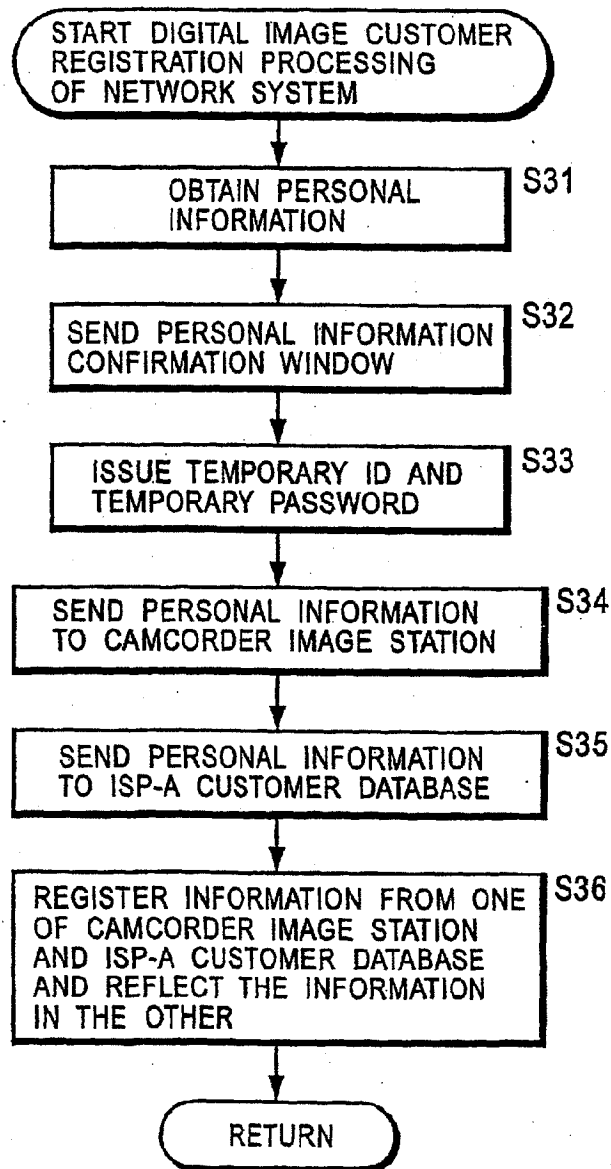 START DIGITAL IMAGE CUSTOMER
REGISTRATION PROCESSING
OF NETWORK SYSTEM
S31
OBTAIN PERSONAL
INFORMATION
S32
SEND PERSONAL INFORMATION
CONFIRMATION WINDOW
S33
ISSUE TEMPORARY ID AND
TEMPORARY PASSWORD
S34
SEND PERSONAL INFORMATION
TO CAMCORDER IMAGE STATION
S35
SEND PERSONAL INFORMATION
TO ISP-A CUSTOMER DATABASE
S36
REGISTER INFORMATION FROM ONE
OF CAMCORDER IMAGE STATION
AND ISP-A CUSTOMER DATABASE
AND REFLECT THE INFORMATION
IN THE OTHER
RETURN